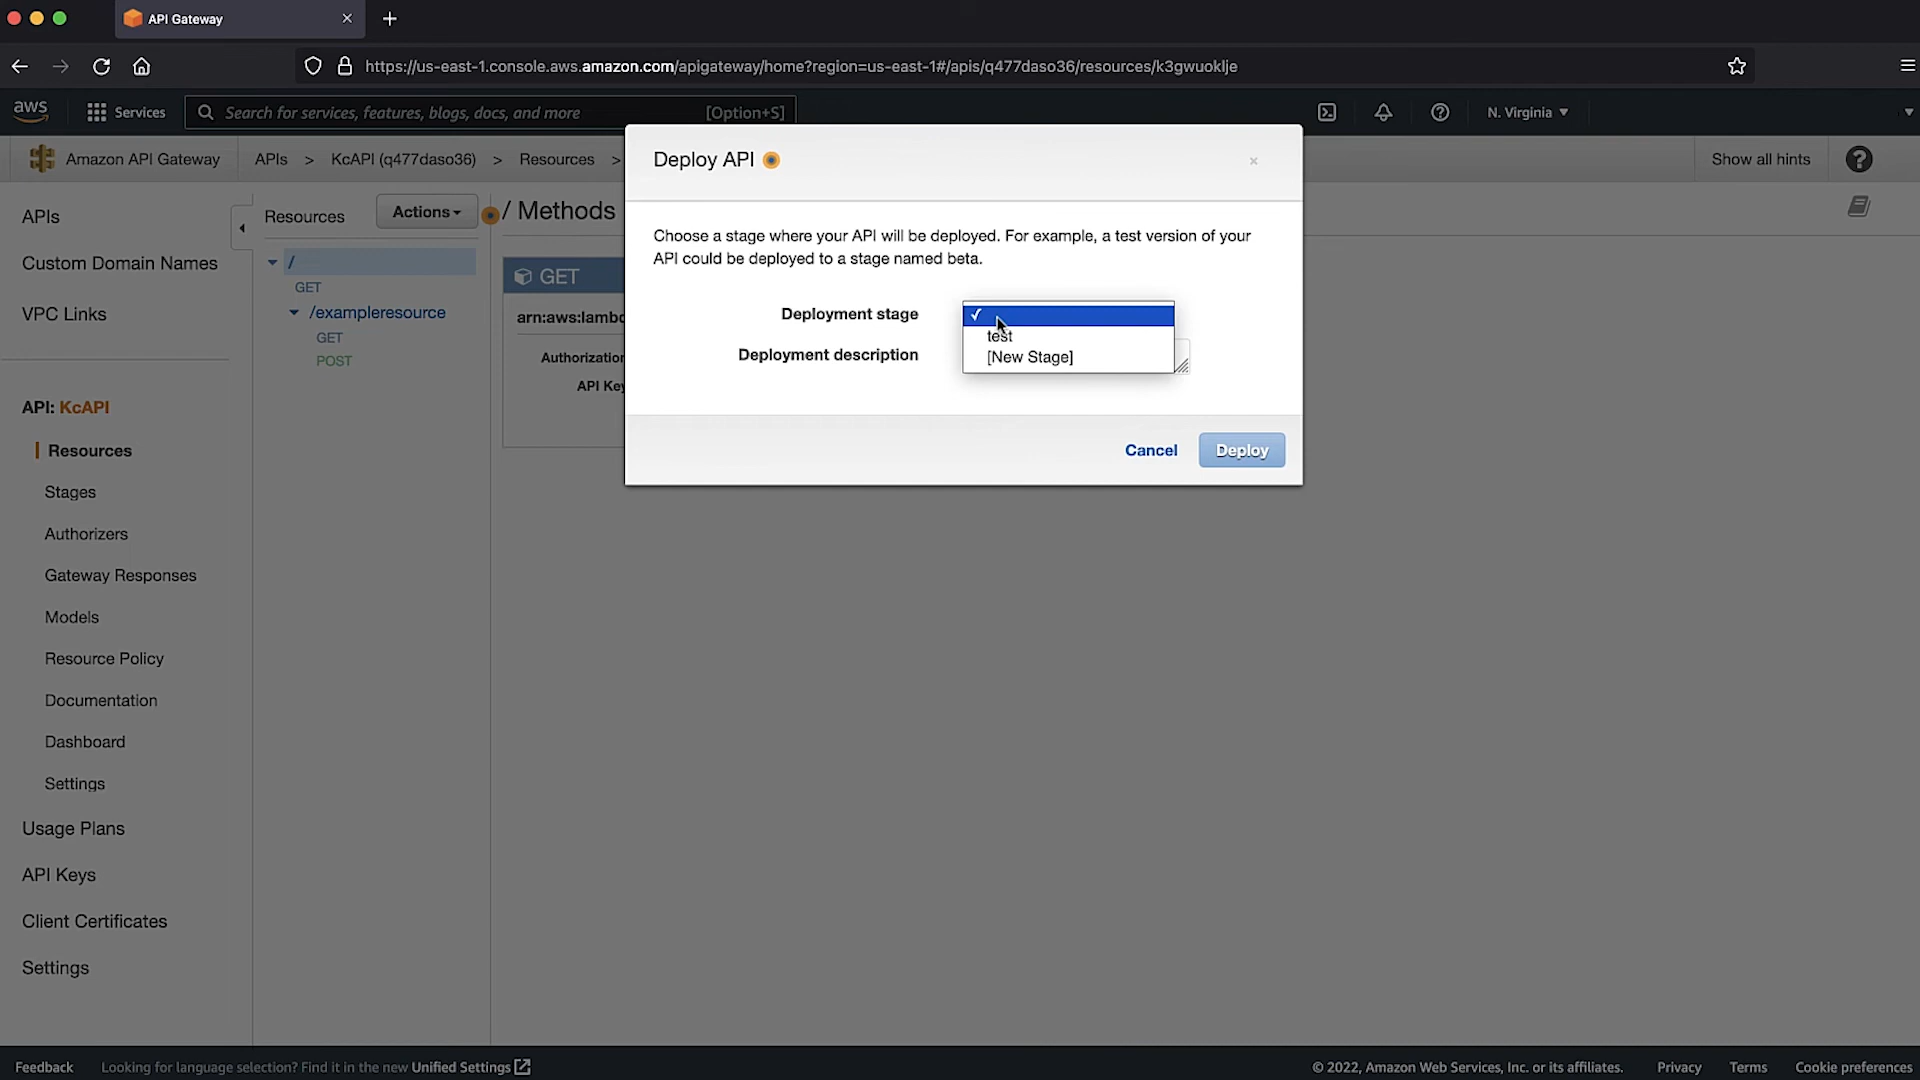 API Gateway
https://us-east-1.console.aws.amazon.com/apigateway/home?region=us-east-1#/apis/q477daso36/resources/k3gwuoklje
aws
Services
Search for services, features, blogs, docs, and more
[Option+S]
N. Virginia
Amazon API Gateway
APIs > KcAPI (q477daso36) > Resources >
Show all hints
Deploy API
Choose a stage where your API will be deployed. For example, a test version of your
API could be deployed to a stage named beta.
Deployment stage
test
[New Stage]
Deployment description
Cancel
Deploy
APIs
Custom Domain Names
VPC Links
API: KcAPI
Resources
Stages
Authorizers
Gateway Responses
Models
Resource Policy
Documentation
Dashboard
Settings
Usage Plans
API Keys
Client Certificates
Settings
Resources
Actions
/
GET
/exampleresource
GET
POST
/ Methods
GET
arn:aws:lambd
Authorization
API Key
Feedback
Looking for language selection? Find it in the new Unified Settings
© 2022, Amazon Web Services, Inc. or its affiliates.
Privacy
Terms
Cookie preferences